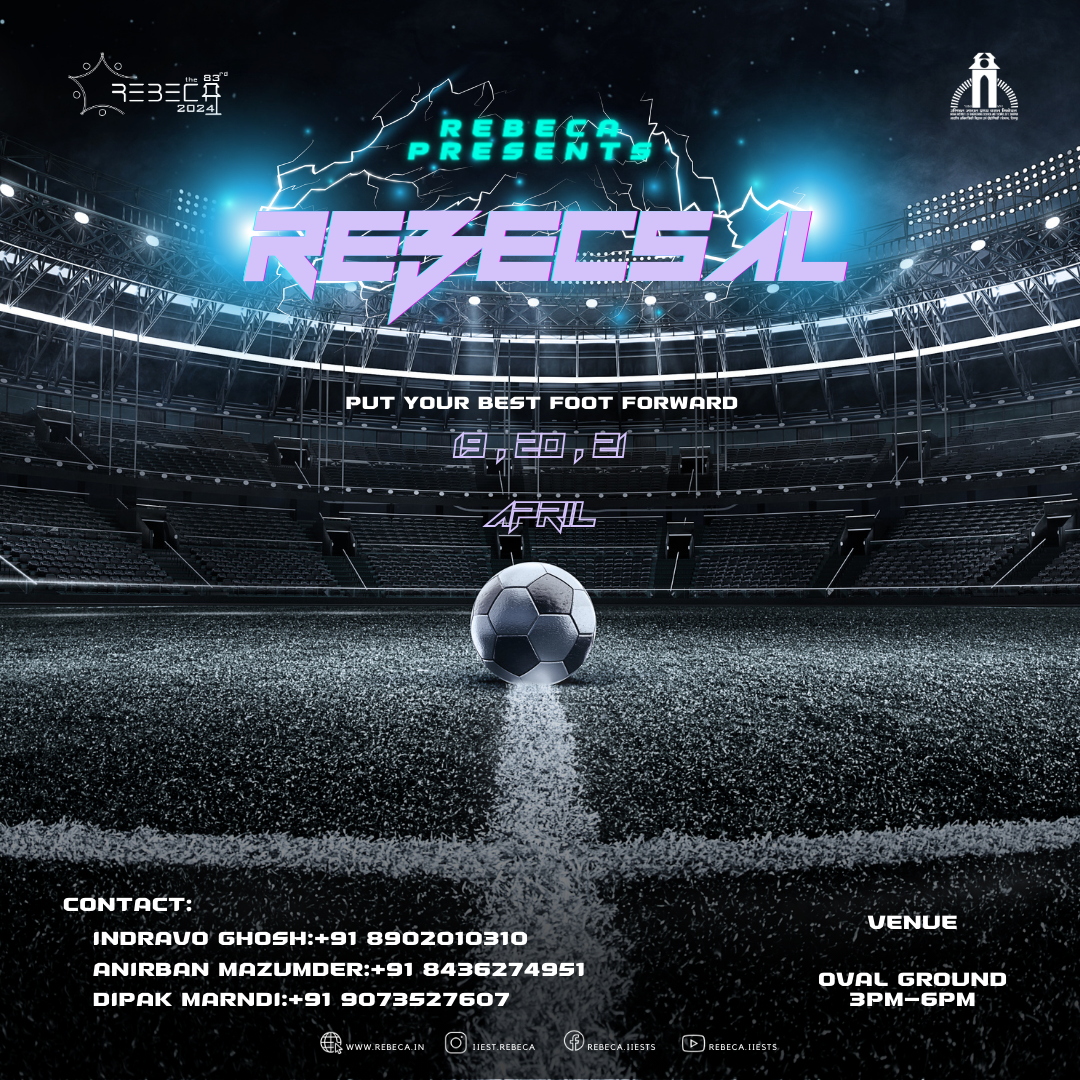 the 83rd
REBECA
2024
REBECA
PRESENTS
REBECSAL
PUT YOUR BEST FOOT FORWARD
19 , 20 , 21
APRIL
CONTACT:
INDRAVO GHOSH:+91 8902010310
ANIRBAN MAZUMDER:+91 8436274951
DIPAK MARNDI:+91 9073527607
VENUE
OVAL GROUND
3PM-6PM
WWW.REBECA.IN
IIEST.REBECA
REBECA.IIESTS
REBECA.IIESTS